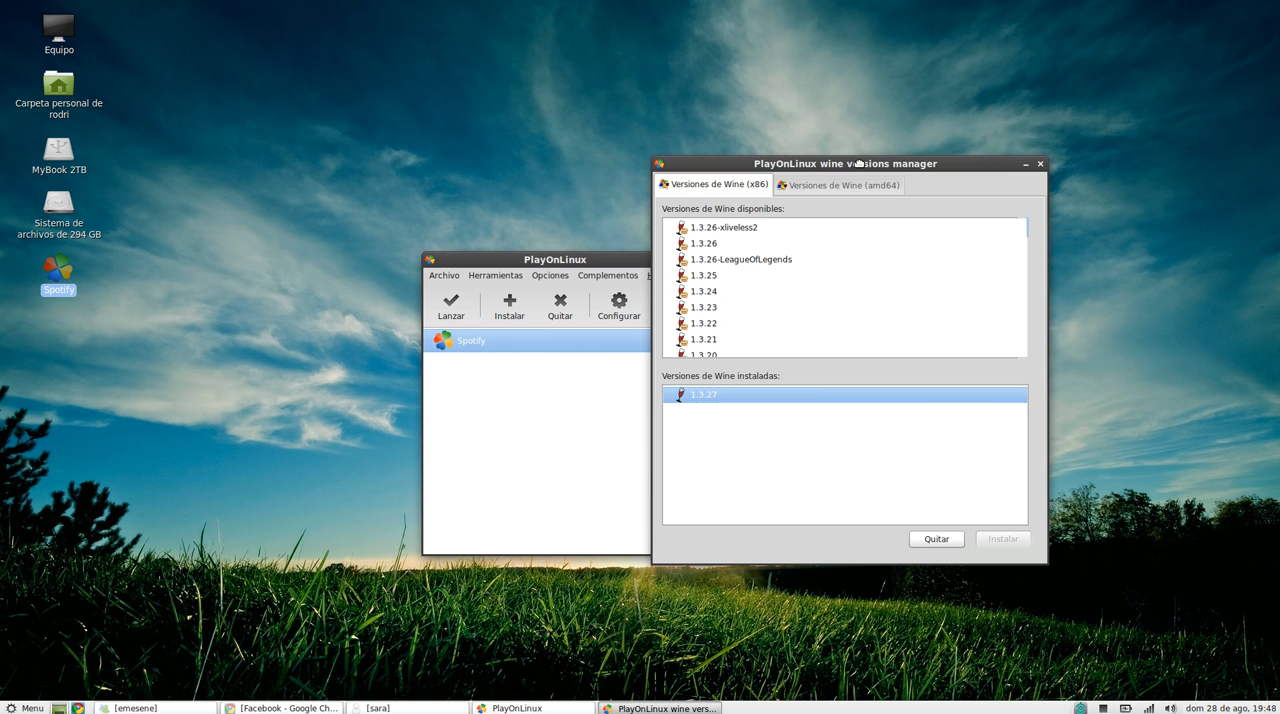 Equipo
Carpeta personal de
rodri
MyBook 2TB
Sistema de
archivos de 294 GB
Spotify
PlayOnLinux
Archivo Herramientas Opciones Complementos
Lanzar Instalar Quitar Configurar
Spotify
PlayOnLinux wine versions manager
Versiones de Wine (x86) Versiones de Wine (amd64)
Versiones de Wine disponibles:
1.3.26-xliveless2
1.3.26
1.3.26-LeagueOfLegends
1.3.25
1.3.24
1.3.23
1.3.22
1.3.21
1.3.20
Versiones de Wine instaladas:
1.3.27
Quitar Instalar
Menu [emesene] [Facebook - Google Ch... [sara] PlayOnLinux PlayOnLinux wine vers... dom 28 de ago, 19:48